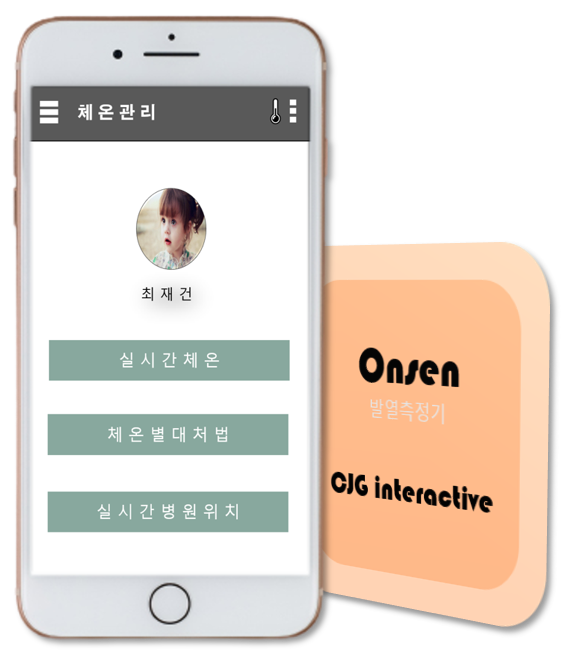 체온관리
최재건
실시간체온
체온별대처법
실시간병원위치
Onsen
발열측정기
CJG interactive